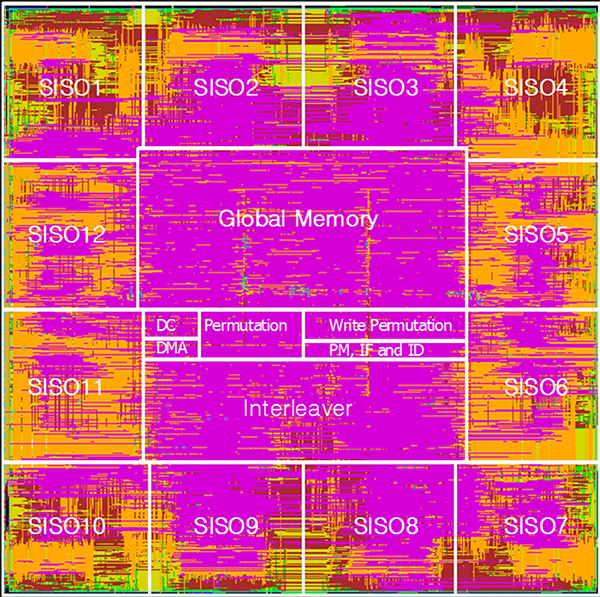 SISO1
SISO2
SISO3
SISO4
Global Memory
SISO12
SISO5
DC
Permutation
Write Permutation
DMA
PM, IF and ID
SISO11
SISO6
Interleaver
SISO10
SISO9
SISO8
SISO7